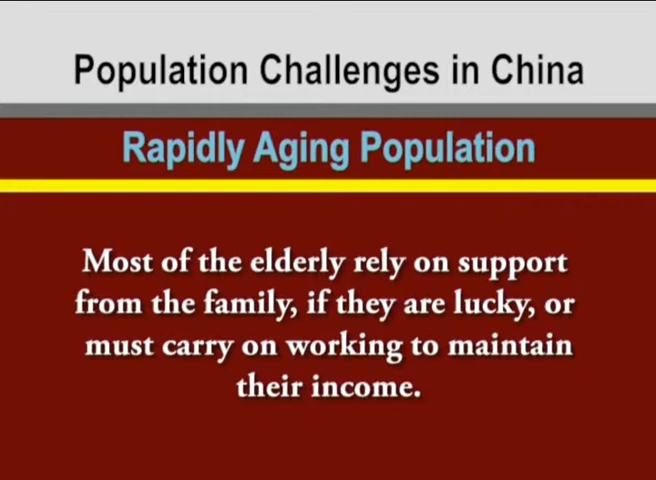 Population Challenges in China
Rapidly Aging Population
Most of the elderly rely on support
from the family, if they are lucky, or
must carry on working to maintain
their income.